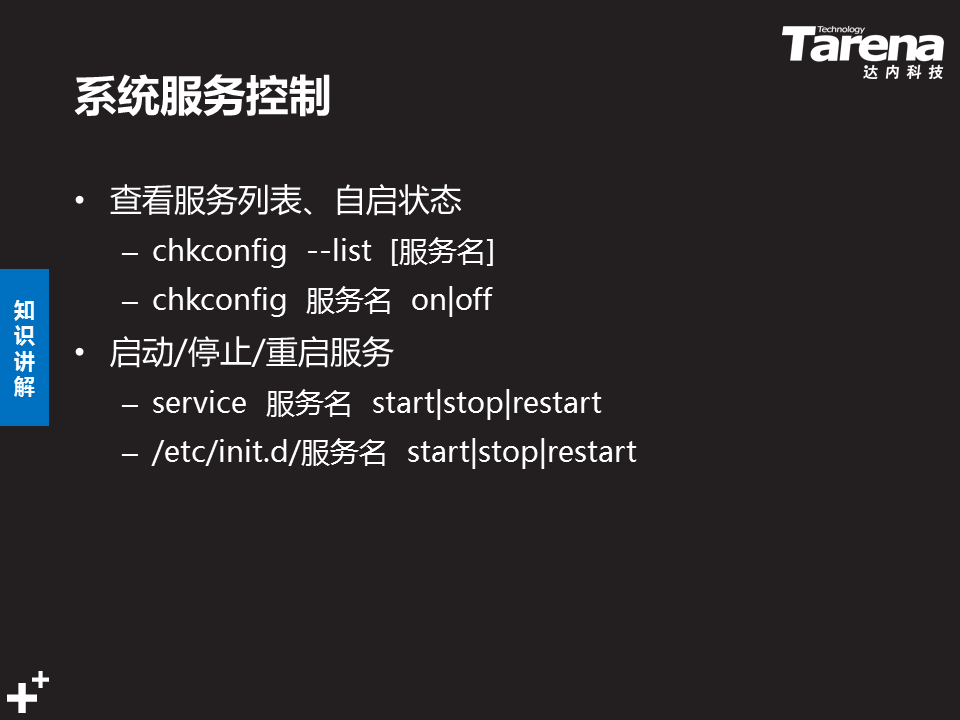 Technology
Tarena
达内科技
系统服务控制
• 查看服务列表、自启状态
– chkconfig --list [服务名]
– chkconfig 服务名 on|off
• 启动/停止/重启服务
– service 服务名 start|stop|restart
– /etc/init.d/服务名 start|stop|restart
知识讲解